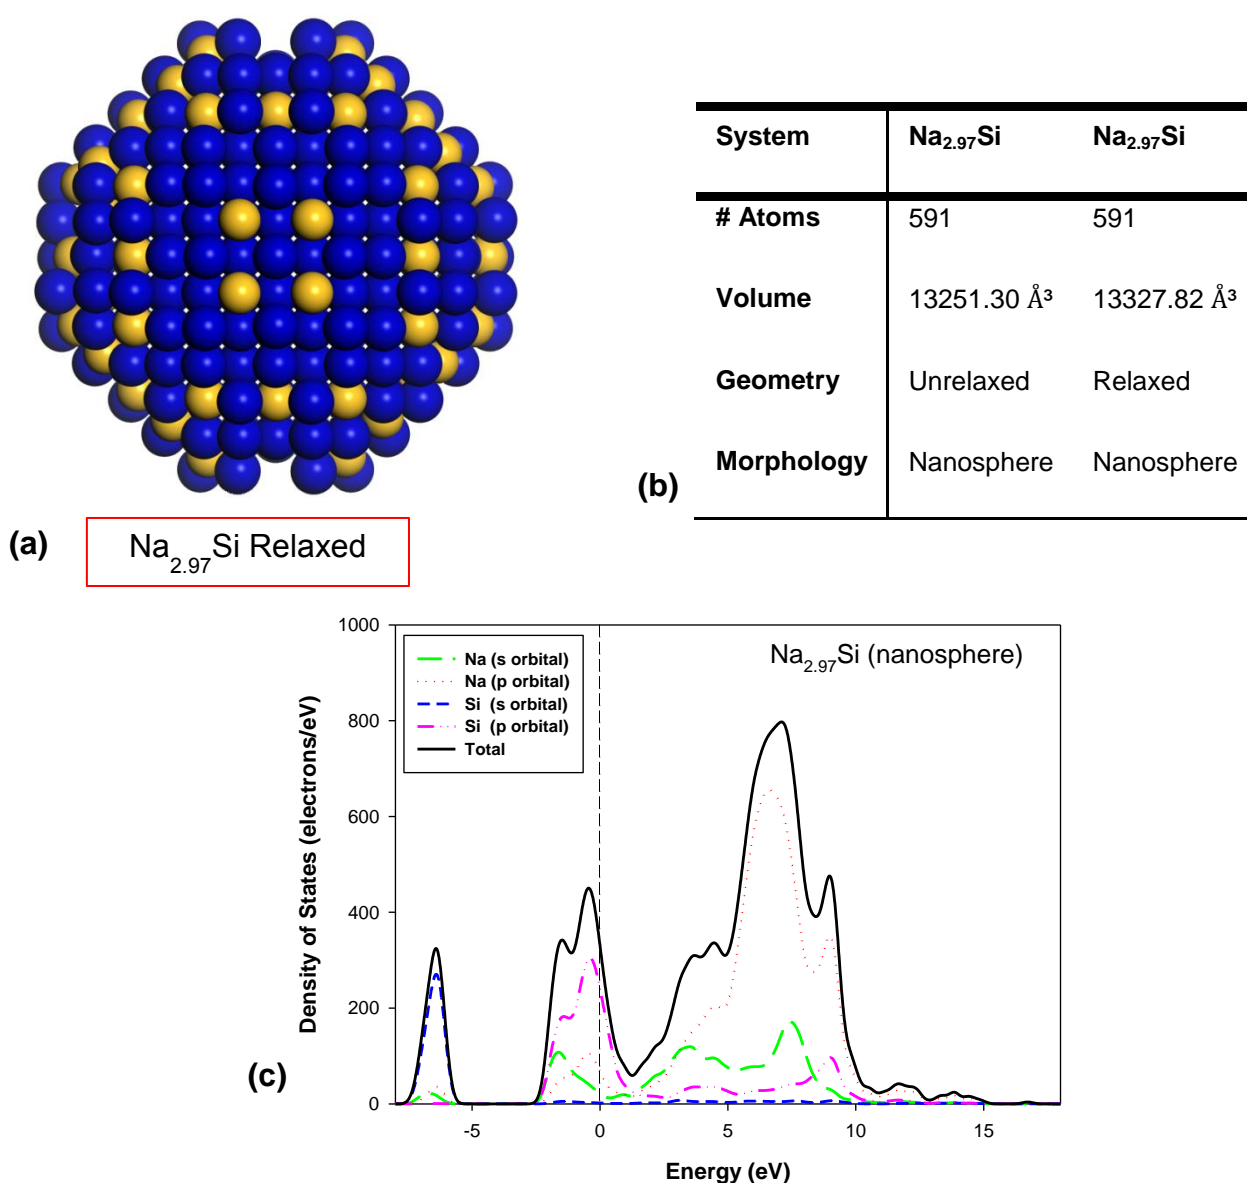 System Na₂.₉₇Si Na₂.₉₇Si
# Atoms 591 591
Volume 13251.30 Å³ 13327.82 Å³
Geometry Unrelaxed Relaxed
Morphology Nanosphere Nanosphere
(b)
(a) Na₂.₉₇Si Relaxed
Na₂.₉₇Si (nanosphere)
Na (s orbital)
Na (p orbital)
Si (s orbital)
Si (p orbital)
Total
Density of States (electrons/eV)
1000
800
600
400
200
0
-5 0 5 10 15
Energy (eV)
(c)